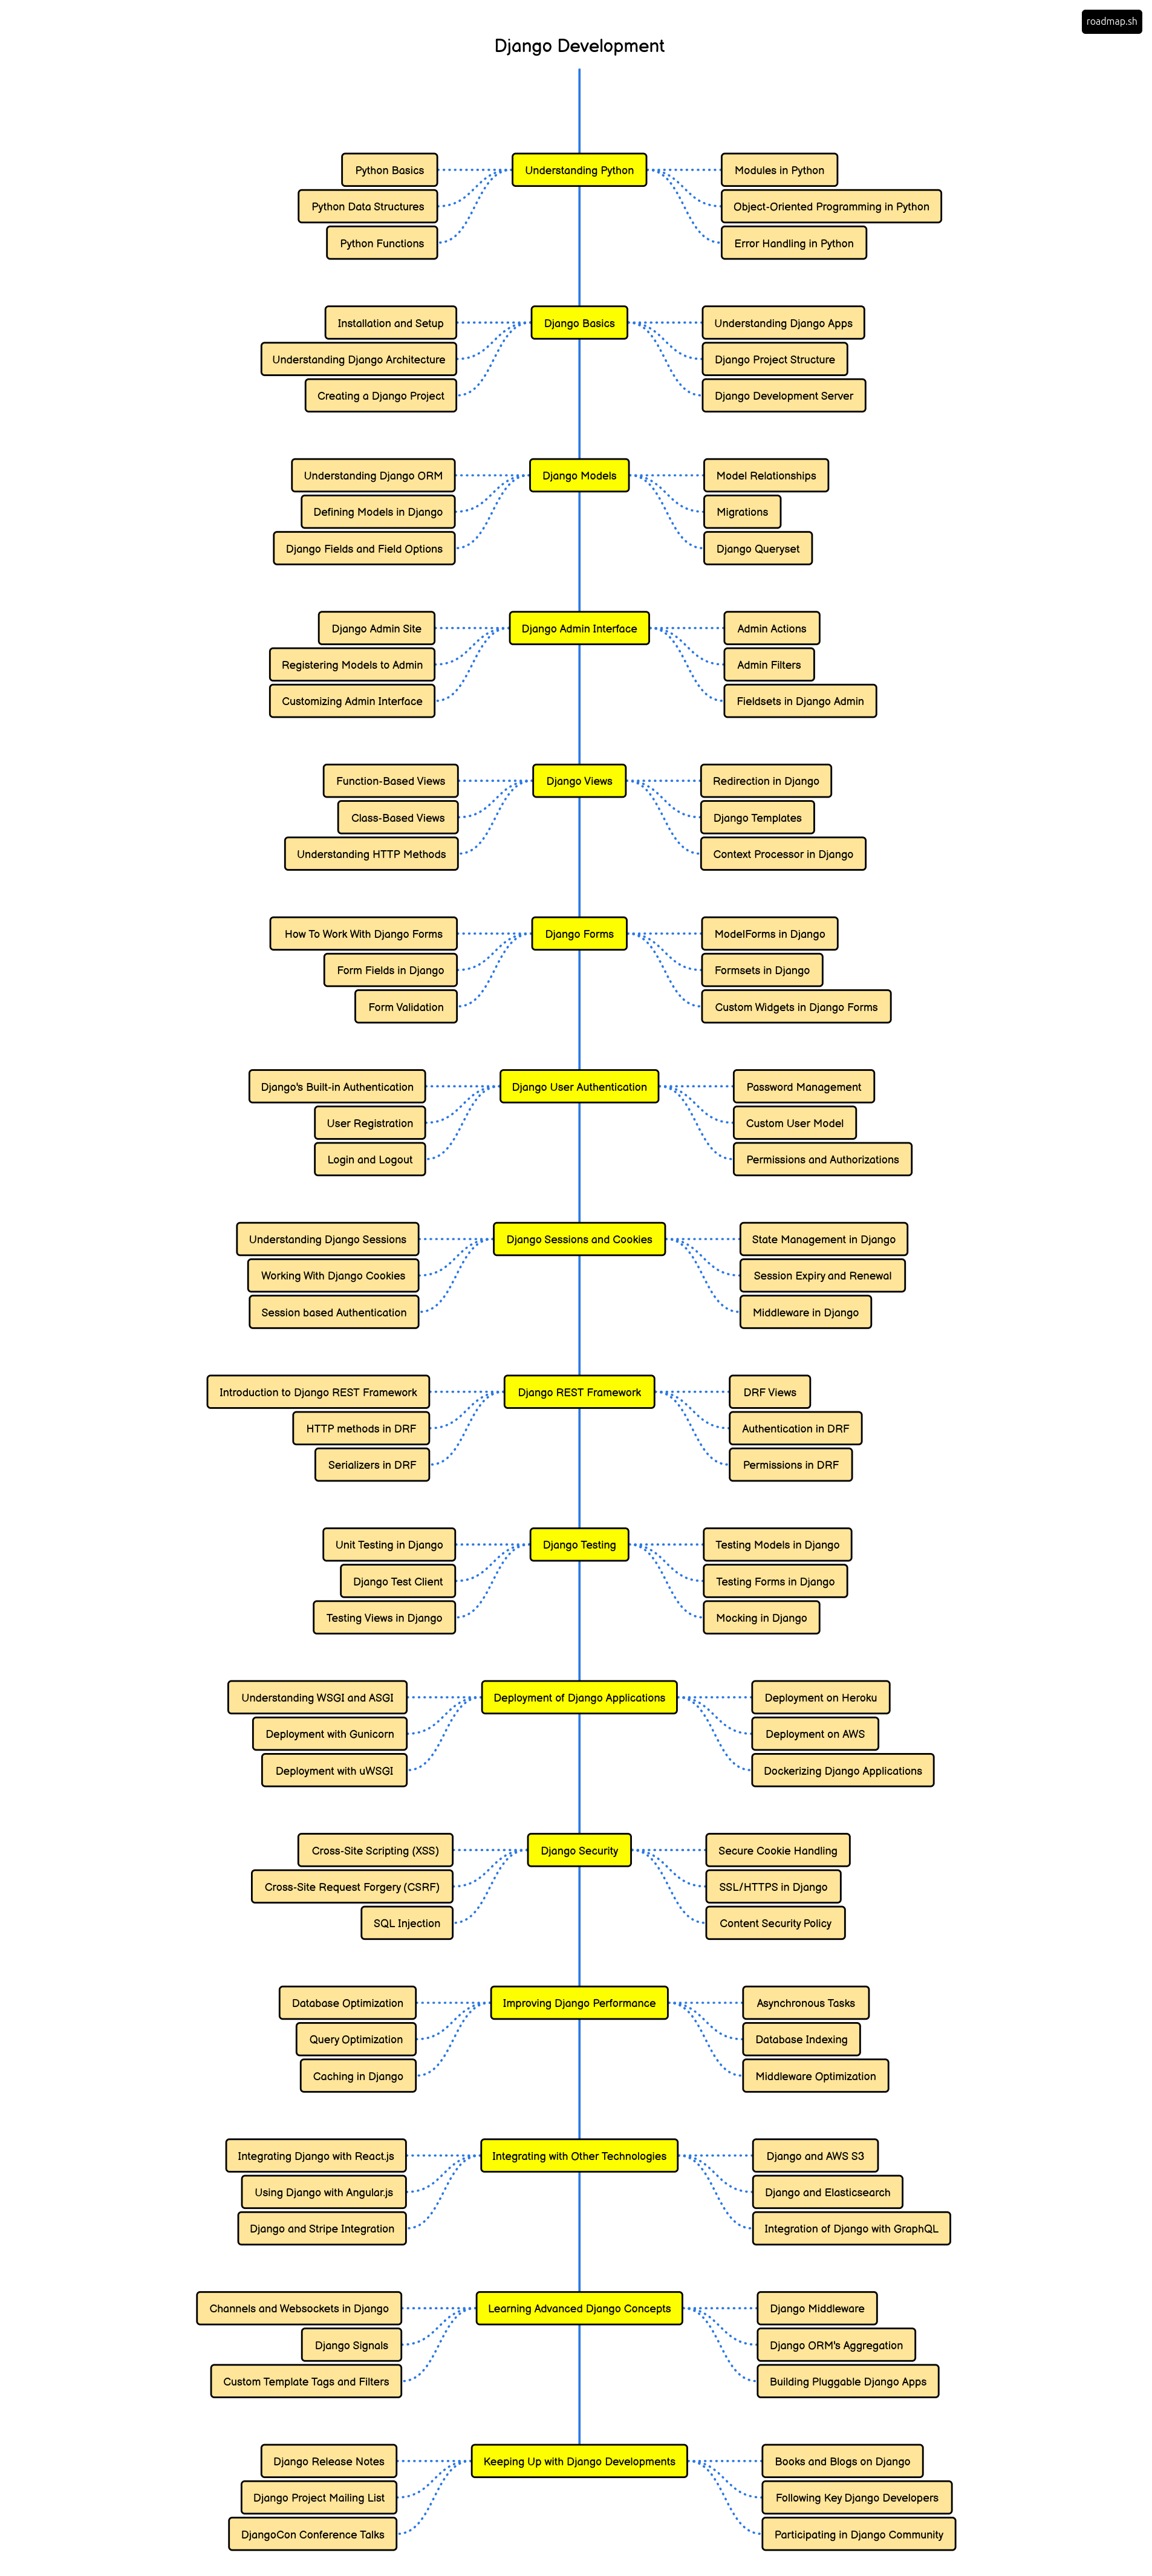 roadmap.sh
Django Development
Understanding Python
Python Basics
Python Data Structures
Python Functions
Modules in Python
Object-Oriented Programming in Python
Error Handling in Python
Django Basics
Installation and Setup
Understanding Django Architecture
Creating a Django Project
Understanding Django Apps
Django Project Structure
Django Development Server
Django Models
Understanding Django ORM
Defining Models in Django
Django Fields and Field Options
Model Relationships
Migrations
Django Queryset
Django Admin Interface
Django Admin Site
Registering Models to Admin
Customizing Admin Interface
Admin Actions
Admin Filters
Fieldsets in Django Admin
Django Views
Function-Based Views
Class-Based Views
Understanding HTTP Methods
Redirection in Django
Django Templates
Context Processor in Django
Django Forms
How To Work With Django Forms
Form Fields in Django
Form Validation
ModelForms in Django
Formsets in Django
Custom Widgets in Django Forms
Django User Authentication
Django's Built-in Authentication
User Registration
Login and Logout
Password Management
Custom User Model
Permissions and Authorizations
Django Sessions and Cookies
Understanding Django Sessions
Working With Django Cookies
Session based Authentication
State Management in Django
Session Expiry and Renewal
Middleware in Django
Django REST Framework
Introduction to Django REST Framework
HTTP methods in DRF
Serializers in DRF
DRF Views
Authentication in DRF
Permissions in DRF
Django Testing
Unit Testing in Django
Django Test Client
Testing Views in Django
Testing Models in Django
Testing Forms in Django
Mocking in Django
Deployment of Django Applications
Understanding WSGI and ASGI
Deployment with Gunicorn
Deployment with uWSGI
Deployment on Heroku
Deployment on AWS
Dockerizing Django Applications
Django Security
Cross-Site Scripting (XSS)
Cross-Site Request Forgery (CSRF)
SQL Injection
Secure Cookie Handling
SSL/HTTPS in Django
Content Security Policy
Improving Django Performance
Database Optimization
Query Optimization
Caching in Django
Asynchronous Tasks
Database Indexing
Middleware Optimization
Integrating with Other Technologies
Integrating Django with React.js
Using Django with Angular.js
Django and Stripe Integration
Django and AWS S3
Django and Elasticsearch
Integration of Django with GraphQL
Learning Advanced Django Concepts
Channels and Websockets in Django
Django Signals
Custom Template Tags and Filters
Django Middleware
Django ORM's Aggregation
Building Pluggable Django Apps
Keeping Up with Django Developments
Django Release Notes
Django Project Mailing List
DjangoCon Conference Talks
Books and Blogs on Django
Following Key Django Developers
Participating in Django Community